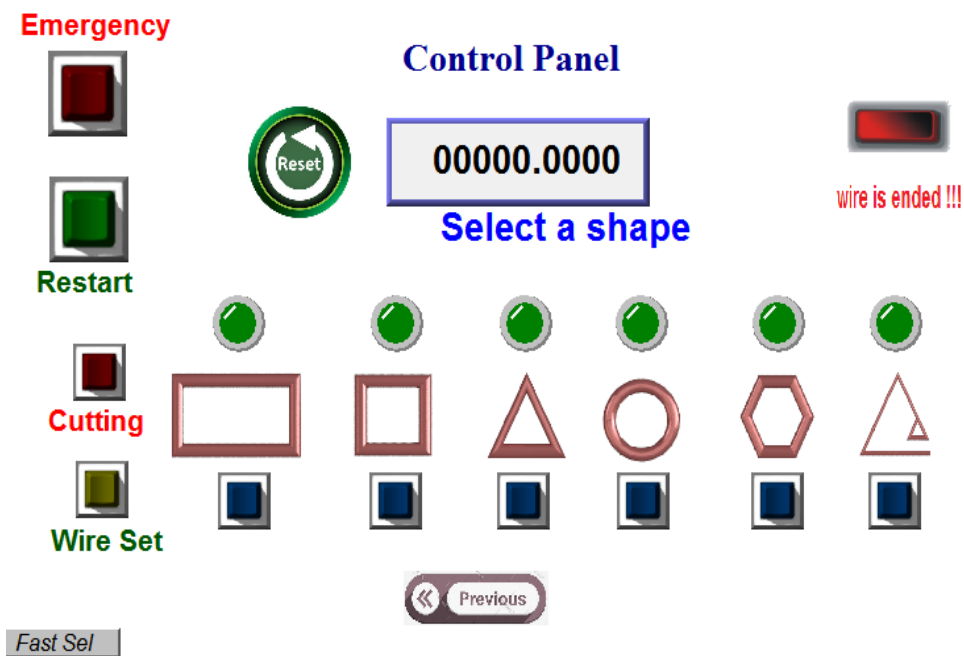 Emergency
Control Panel
Reset
00000.0000
wire is ended !!!
Select a shape
Restart
Cutting
Wire Set
Previous
Fast Sel